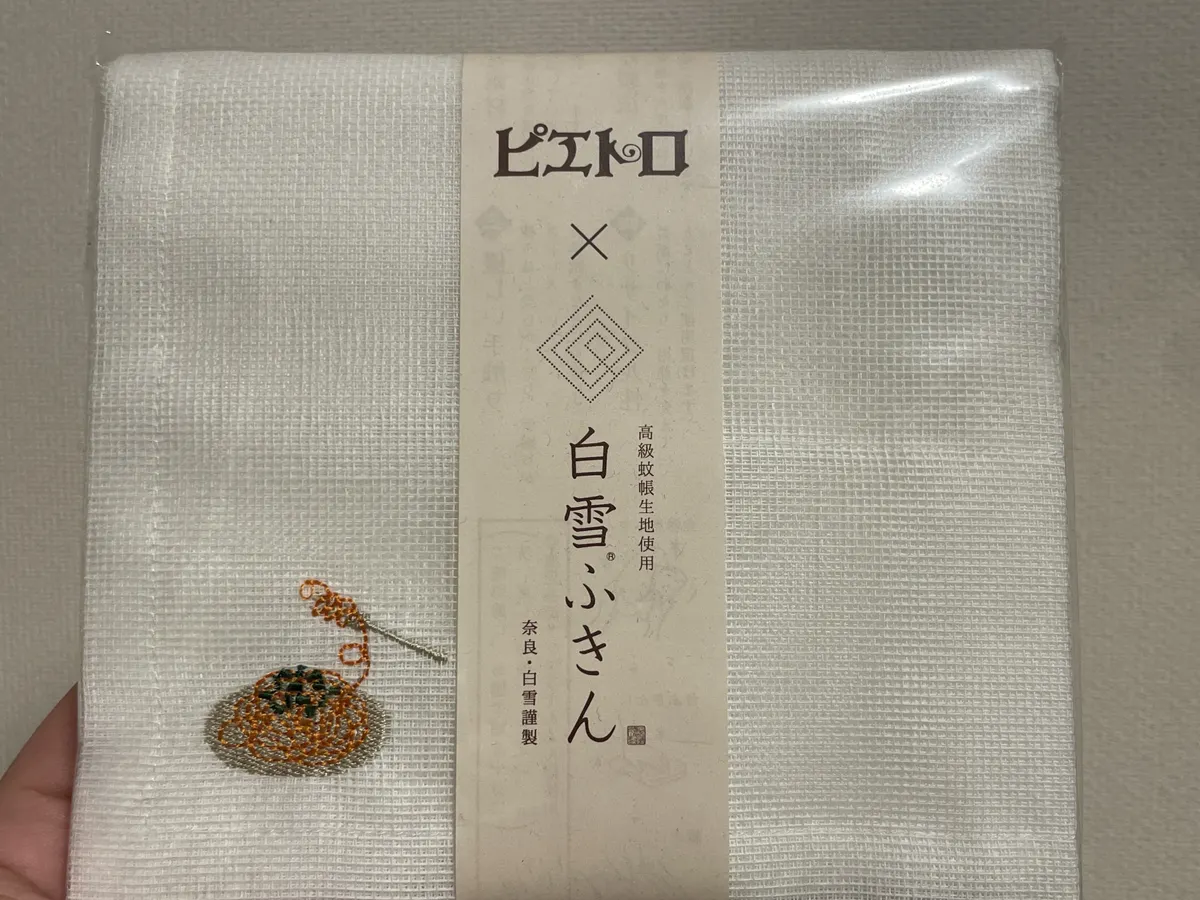 ピエトロ
×
高級蚊帳生地使用
白雪®ふきん
奈良・白雪謹製